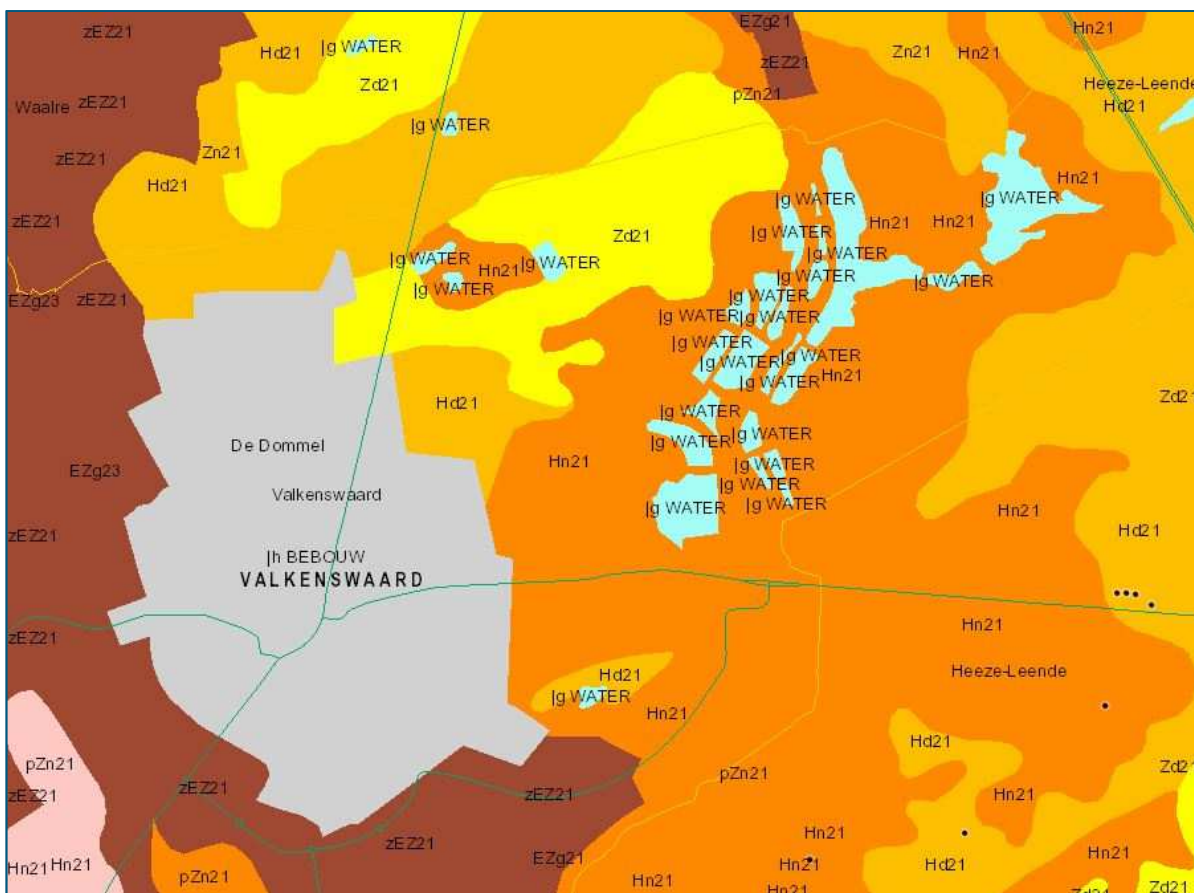 zEZ21
Hd21
|g WATER
EZg21
Zn21
Hn21
Hn21
zEZ21
Zd21
Heeze-Leende
Waalre
zEZ21
pZn21
Hd21
|g WATER
zEZ21
Zn21
Hd21
Hn21
|g WATER
|g WATER
zEZ21
Hn21
Hn21
|g WATER
Zd21
|g WATER
|g WATER
Hn21
|g WATER
|g WATER
|g WATER
|g WATER
EZg23
zEZ21
|g WATER
|g WATER
|g WATER
|g WATER
|g WATER
|g WATER
Hn21
|g WATER
Zd21
Hd21
|g WATER
De Dommel
|g WATER
|g WATER
Hn21
EZg23
|g WATER
|g WATER
Valkenswaard
|g WATER
|g WATER
Hn21
zEZ21
Hd21
|h BEBOUW
VALKENSWAARD
zEZ21
Hn21
Hd21
Heeze-Leende
|g WATER
Hn21
Hd21
pZn21
pZn21
Zd21
zEZ21
zEZ21
zEZ21
Hn21
Hn21
zEZ21
EZg21
Hn21
Hn21
Hn21
Hn21
Hd21
pZn21
Hn21
Hn21
Zd21
Zd21